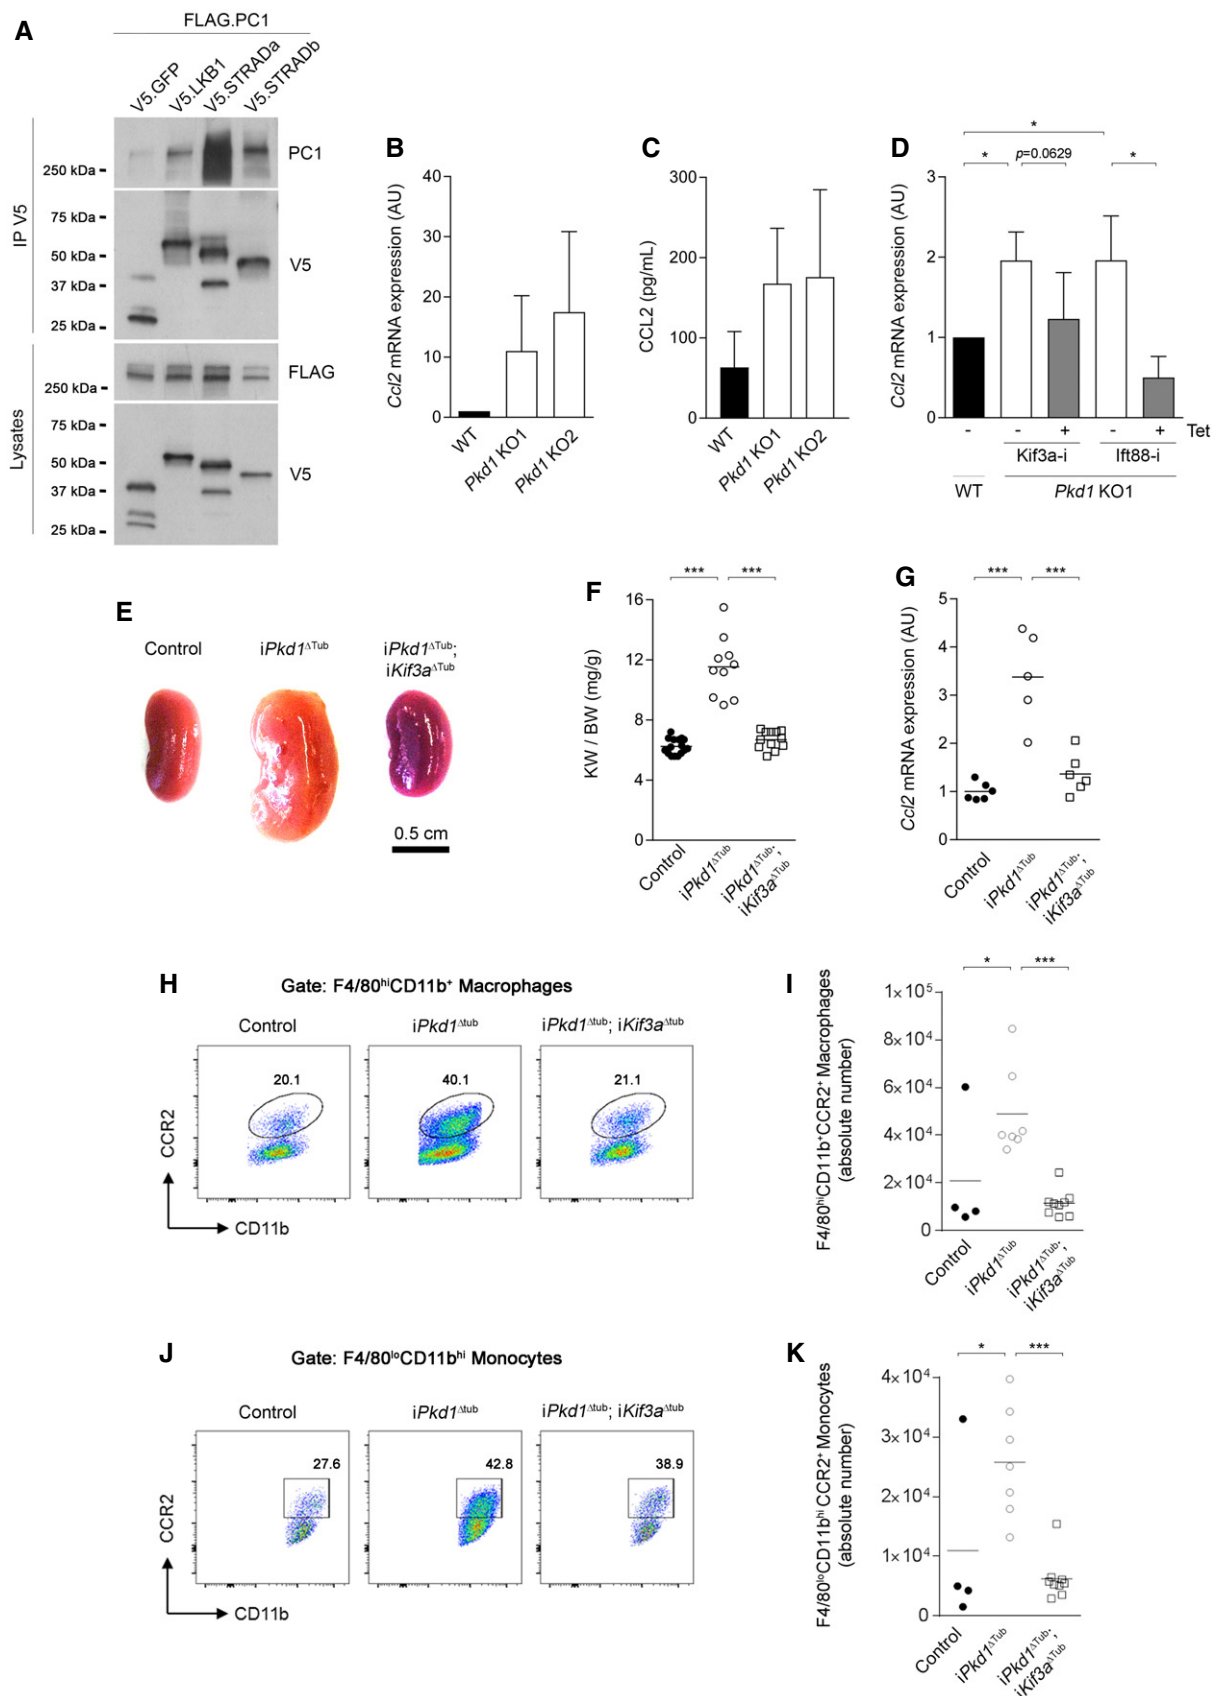 A
FLAG.PC1
V5.GFP
V5.LKB1
V5.STRADa
V5.STRADb
IP V5
250 kDa
PC1
75 kDa
50 kDa
37 kDa
25 kDa
V5
Lysates
250 kDa
FLAG
75 kDa
50 kDa
37 kDa
25 kDa
V5
B
Ccl2 mRNA expression (AU)
40
30
20
10
0
WT
Pkd1 KO1
Pkd1 KO2
C
CCL2 (pg/mL)
300
200
100
0
WT
Pkd1 KO1
Pkd1 KO2
D
*
* p=0.0629 *
Ccl2 mRNA expression (AU)
3
2
1
0
- - + - + Tet
Kif3a-i Ift88-i
WT Pkd1 KO1
E
Control
iPkd1ΔTub
iPkd1ΔTub;
iKif3aΔTub
0.5 cm
F
*** ***
KW / BW (mg/g)
16
12
8
4
0
Control
iPkd1ΔTub
iPkd1ΔTub;
iKif3aΔTub
G
*** ***
Ccl2 mRNA expression (AU)
5
4
3
2
1
0
Control
iPkd1ΔTub
iPkd1ΔTub;
iKif3aΔTub
H
Gate: F4/80hiCD11b+ Macrophages
Control iPkd1Δtub iPkd1Δtub; iKif3aΔtub
20.1 40.1 21.1
CCR2
CD11b
I
* ***
F4/80hiCD11b+CCR2+ Macrophages
(absolute number)
1×10⁵
8×10⁴
6×10⁴
4×10⁴
2×10⁴
0
Control
iPkd1ΔTub
iPkd1ΔTub;
iKif3aΔTub
J
Gate: F4/80loCD11bhi Monocytes
Control iPkd1Δtub iPkd1Δtub; iKif3aΔtub
27.6 42.8 38.9
CCR2
CD11b
K
* ***
F4/80loCD11bhi CCR2+ Monocytes
(absolute number)
4×10⁴
3×10⁴
2×10⁴
1×10⁴
0
Control
iPkd1ΔTub
iPkd1ΔTub;
iKif3aΔTub